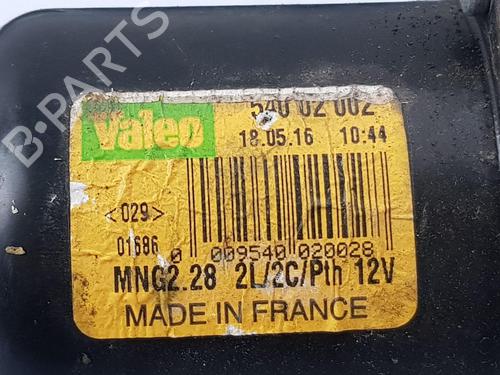 B-PARTS
Valeo
540 02 002
18.05.16 10:44
<029>
01686
0 009540 020028
MNG2.28 2L/2C/Pth 12V
MADE IN FRANCE